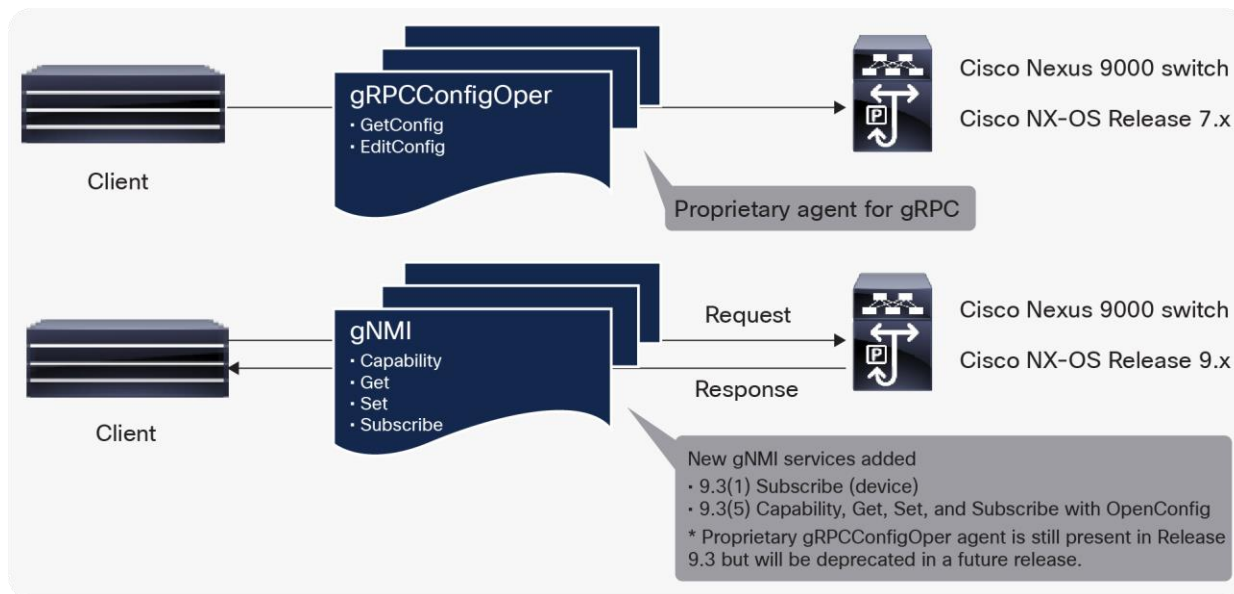 gRPCConfigOper
· GetConfig
· EditConfig
Client
Cisco Nexus 9000 switch
Cisco NX-OS Release 7.x
P
Proprietary agent for gRPC
gNMI
· Capability
· Get
· Set
· Subscribe
Client
Request
Response
Cisco Nexus 9000 switch
Cisco NX-OS Release 9.x
P
New gNMI services added
· 9.3(1) Subscribe (device)
· 9.3(5) Capability, Get, Set, and Subscribe with OpenConfig
* Proprietary gRPCConfigOper agent is still present in Release
9.3 but will be deprecated in a future release.